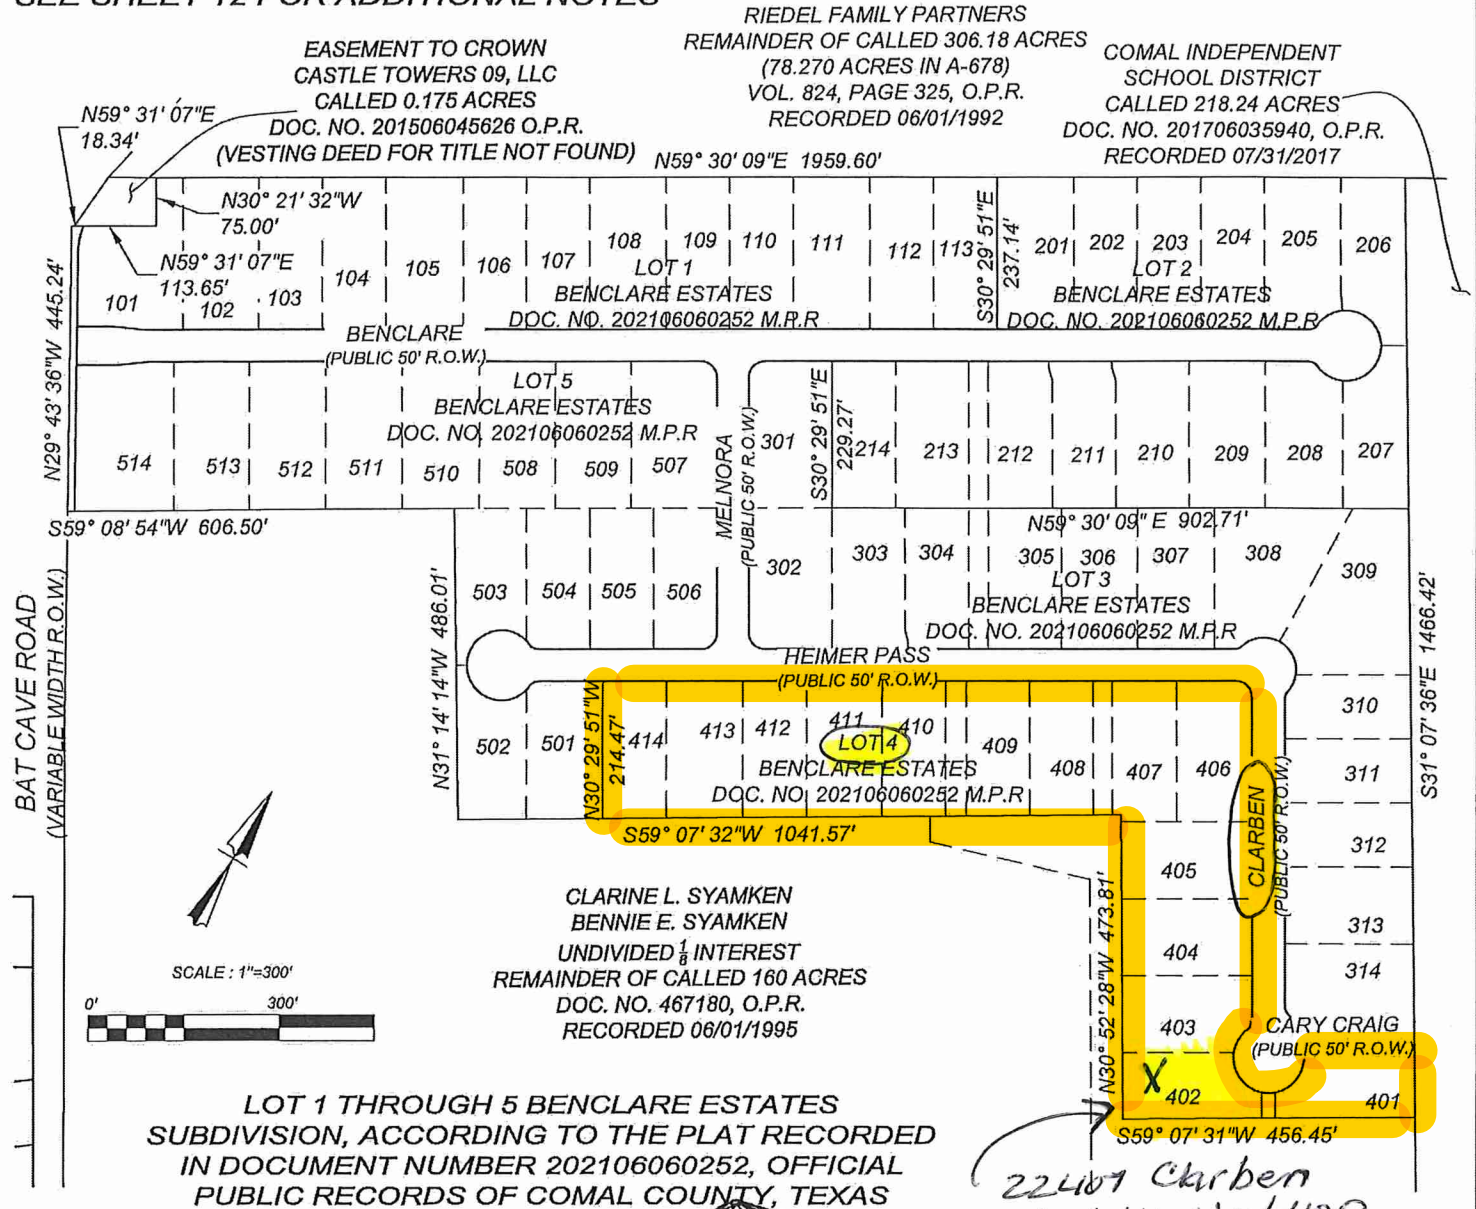 SEE SHEET 12 FOR ADDITIONAL NOTES
RIEDEL FAMILY PARTNERS
REMAINDER OF CALLED 306.18 ACRES
(78.270 ACRES IN A-678)
VOL. 824, PAGE 325, O.P.R.
RECORDED 06/01/1992
EASEMENT TO CROWN
CASTLE TOWERS 09, LLC
CALLED 0.175 ACRES
DOC. NO. 201506045626 O.P.R.
(VESTING DEED FOR TITLE NOT FOUND)
COMAL INDEPENDENT
SCHOOL DISTRICT
CALLED 218.24 ACRES
DOC. NO. 201706035940, O.P.R.
RECORDED 07/31/2017
N59° 31' 07"E
18.34'
N59° 30' 09"E 1959.60'
N30° 21' 32"W
75.00'
N59° 31' 07"E
113.65'
101
102
103
104
105
106
107
108
109
110
111
112
113
LOT 1
BENCLARE ESTATES
DOC. NO. 202106060252 M.P.R
S30° 29' 51"E
237.14'
201
202
203
204
205
206
LOT 2
BENCLARE ESTATES
DOC. NO. 202106060252 M.P.R
N29° 43' 36"W 445.24'
BENCLARE
(PUBLIC 50' R.O.W.)
LOT 5
BENCLARE ESTATES
DOC. NO. 202106060252 M.P.R
514
513
512
511
510
508
509
507
MELNORA
(PUBLIC 50' R.O.W.)
301
S30° 29' 51"E
229.27'
214
213
212
211
210
209
208
207
S59° 08' 54"W 606.50'
N59° 30' 09" E 902.71'
503
504
505
506
302
303
304
305
306
307
308
309
LOT 3
BENCLARE ESTATES
DOC. NO. 202106060252 M.P.R
BAT CAVE ROAD
(VARIABLE WIDTH R.O.W.)
N31° 14' 14"W 486.01'
S31° 07' 36"E 1466.42'
HEIMER PASS
(PUBLIC 50' R.O.W.)
502
501
N30° 29' 51"W
214.47'
414
413
412
411
410
409
408
407
406
LOT 4
BENCLARE ESTATES
DOC. NO. 202106060252 M.P.R
S59° 07' 32"W 1041.57'
310
311
312
313
314
CLARBEN
(PUBLIC 50' R.O.W.)
405
404
403
402
401
X
N30° 52' 28"W 473.81'
CARY CRAIG
(PUBLIC 50' R.O.W.)
S59° 07' 31"W 456.45'
CLARINE L. SYAMKEN
BENNIE E. SYAMKEN
UNDIVIDED 1/8 INTEREST
REMAINDER OF CALLED 160 ACRES
DOC. NO. 467180, O.P.R.
RECORDED 06/01/1995
SCALE : 1"=300'
0' 300'
LOT 1 THROUGH 5 BENCLARE ESTATES
SUBDIVISION, ACCORDING TO THE PLAT RECORDED
IN DOCUMENT NUMBER 202106060252, OFFICIAL
PUBLIC RECORDS OF COMAL COUNTY, TEXAS
Clarben